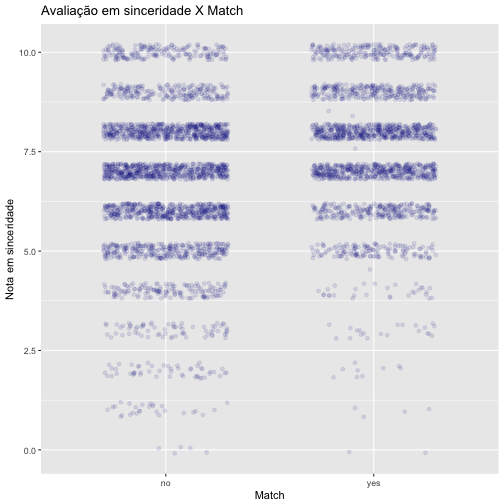 Avaliação em sinceridade X Match
10.0
7.5
5.0
2.5
0.0
Nota em sinceridade
no yes
Match